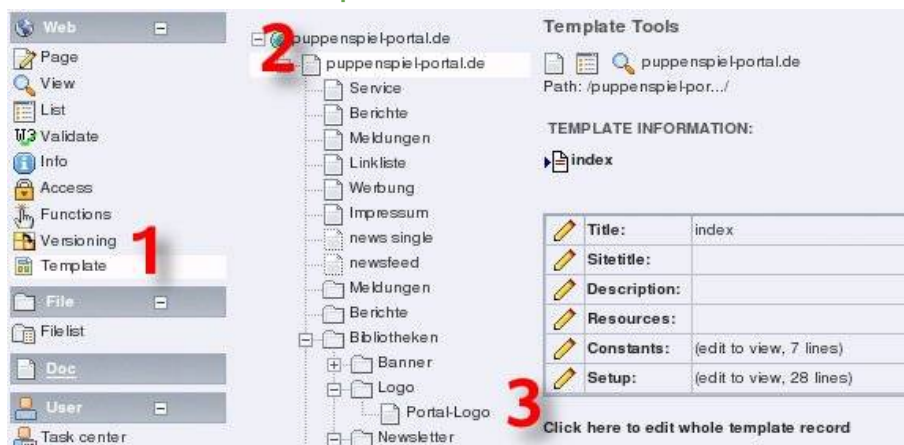 Web
Page
View
List
Validate
Info
Access
Functions
Versioning
Template
1
File
Filelist
Doc
User
Task center
2
puppenspiel-portal.de
puppenspiel-portal.de
Service
Berichte
Meldungen
Linkliste
Werbung
Impressum
news single
newsfeed
Meldungen
Berichte
Bibliotheken
Banner
Logo
Portal-Logo
Newsletter
Template Tools
puppenspiel-portal.de
Path: /puppenspiel-por.../
TEMPLATE INFORMATION:
index
Title: index
Sitetitle:
Description:
Resources:
Constants: (edit to view, 7 lines)
Setup: (edit to view, 28 lines)
3
Click here to edit whole template record